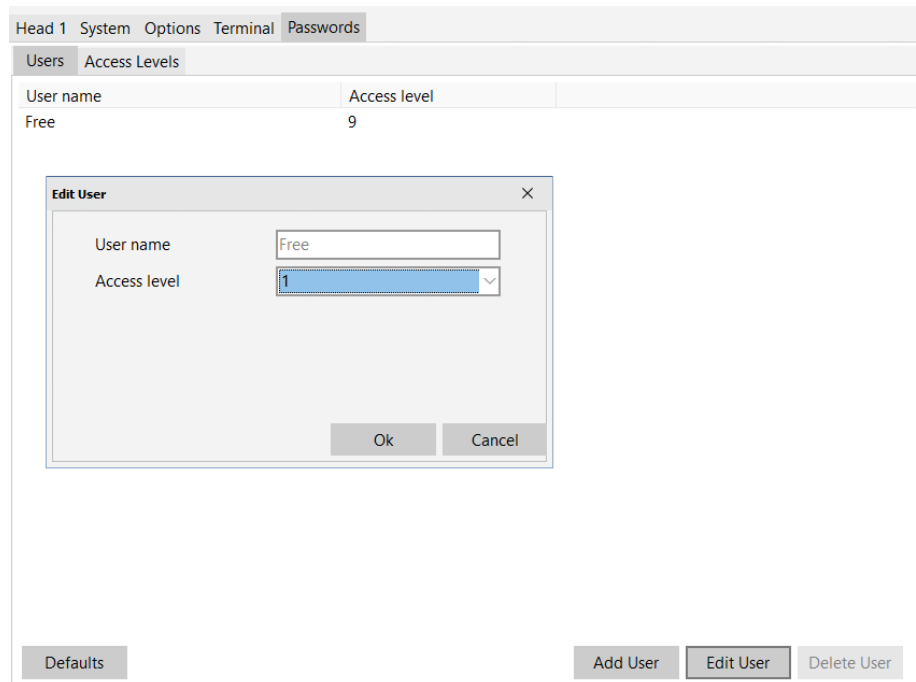 Head 1 System Options Terminal Passwords
Users Access Levels
User name Access level
Free 9
Edit User
User name Free
Access level 1
Ok Cancel
Defaults Add User Edit User Delete User